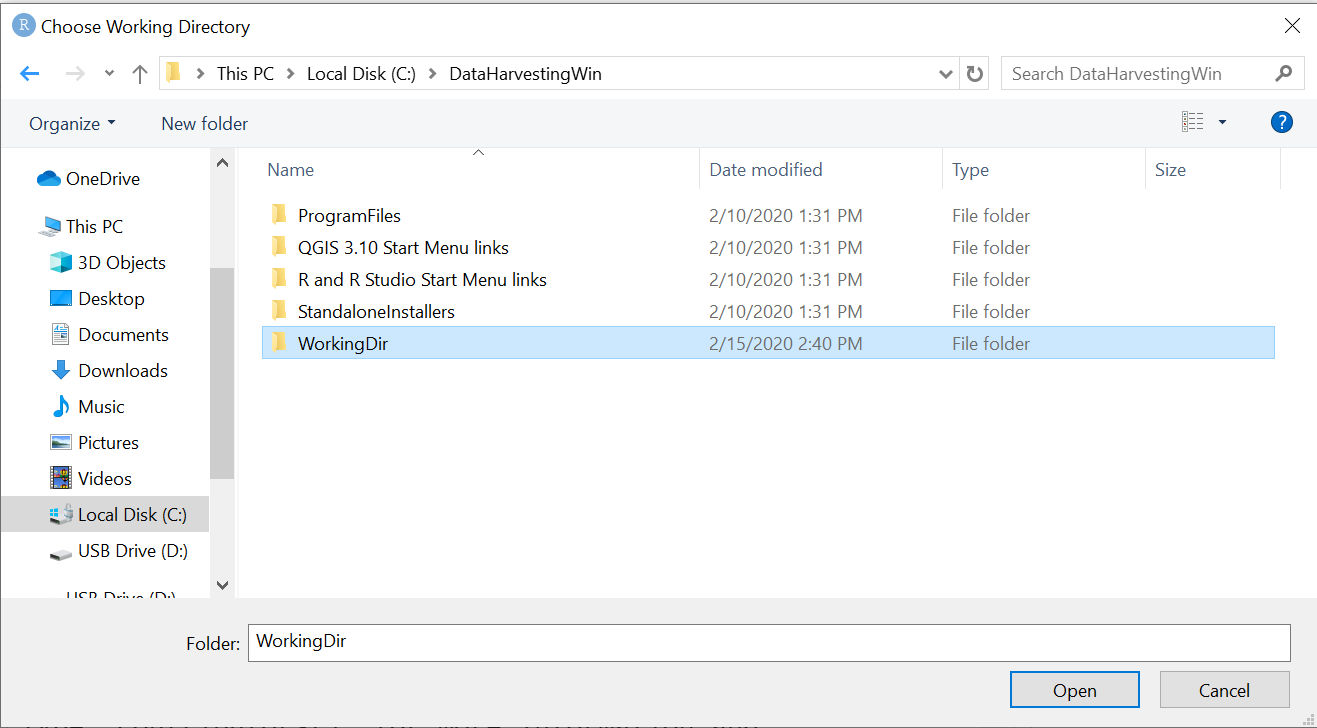 R Choose Working Directory
This PC Local Disk (C:) DataHarvestingWin Search DataHarvestingWin
Organize New folder ?
Name Date modified Type Size
OneDrive
This PC
3D Objects
Desktop
Documents
Downloads
Music
Pictures
Videos
Local Disk (C:)
USB Drive (D:)
USB Drive (D:)
ProgramFiles 2/10/2020 1:31 PM File folder
QGIS 3.10 Start Menu links 2/10/2020 1:31 PM File folder
R and R Studio Start Menu links 2/10/2020 1:31 PM File folder
StandaloneInstallers 2/10/2020 1:31 PM File folder
WorkingDir 2/15/2020 2:40 PM File folder
Folder: WorkingDir
Open Cancel